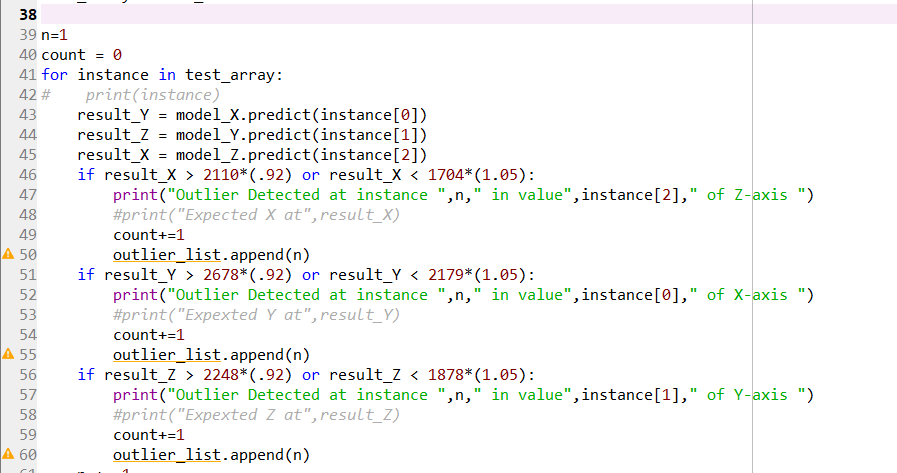 38
39 n=1
40 count = 0
41 for instance in test_array:
42 #    print(instance)
43     result_Y = model_X.predict(instance[0])
44     result_Z = model_Y.predict(instance[1])
45     result_X = model_Z.predict(instance[2])
46     if result_X > 2110*(.92) or result_X < 1704*(1.05):
47         print("Outlier Detected at instance ",n," in value",instance[2]," of Z-axis ")
48         #print("Expected X at",result_X)
49         count+=1
50         outlier_list.append(n)
51     if result_Y > 2678*(.92) or result_Y < 2179*(1.05):
52         print("Outlier Detected at instance ",n," in value",instance[0]," of X-axis ")
53         #print("Expexted Y at",result_Y)
54         count+=1
55         outlier_list.append(n)
56     if result_Z > 2248*(.92) or result_Z < 1878*(1.05):
57         print("Outlier Detected at instance ",n," in value",instance[1]," of Y-axis ")
58         #print("Expexted Z at",result_Z)
59         count+=1
60         outlier_list.append(n)